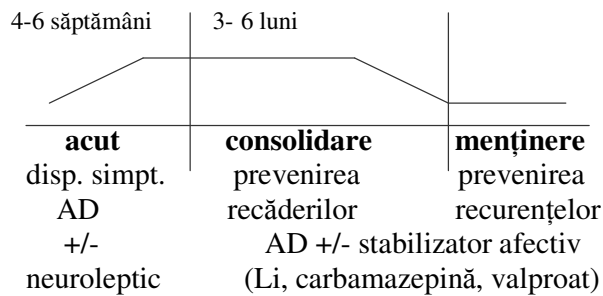 4-6 săptămâni 3- 6 luni
acut consolidare menținere
disp. simpt. prevenirea prevenirea
AD recăderilor recurențelor
+/- AD +/- stabilizator afectiv
neuroleptic (Li, carbamazepină, valproat)